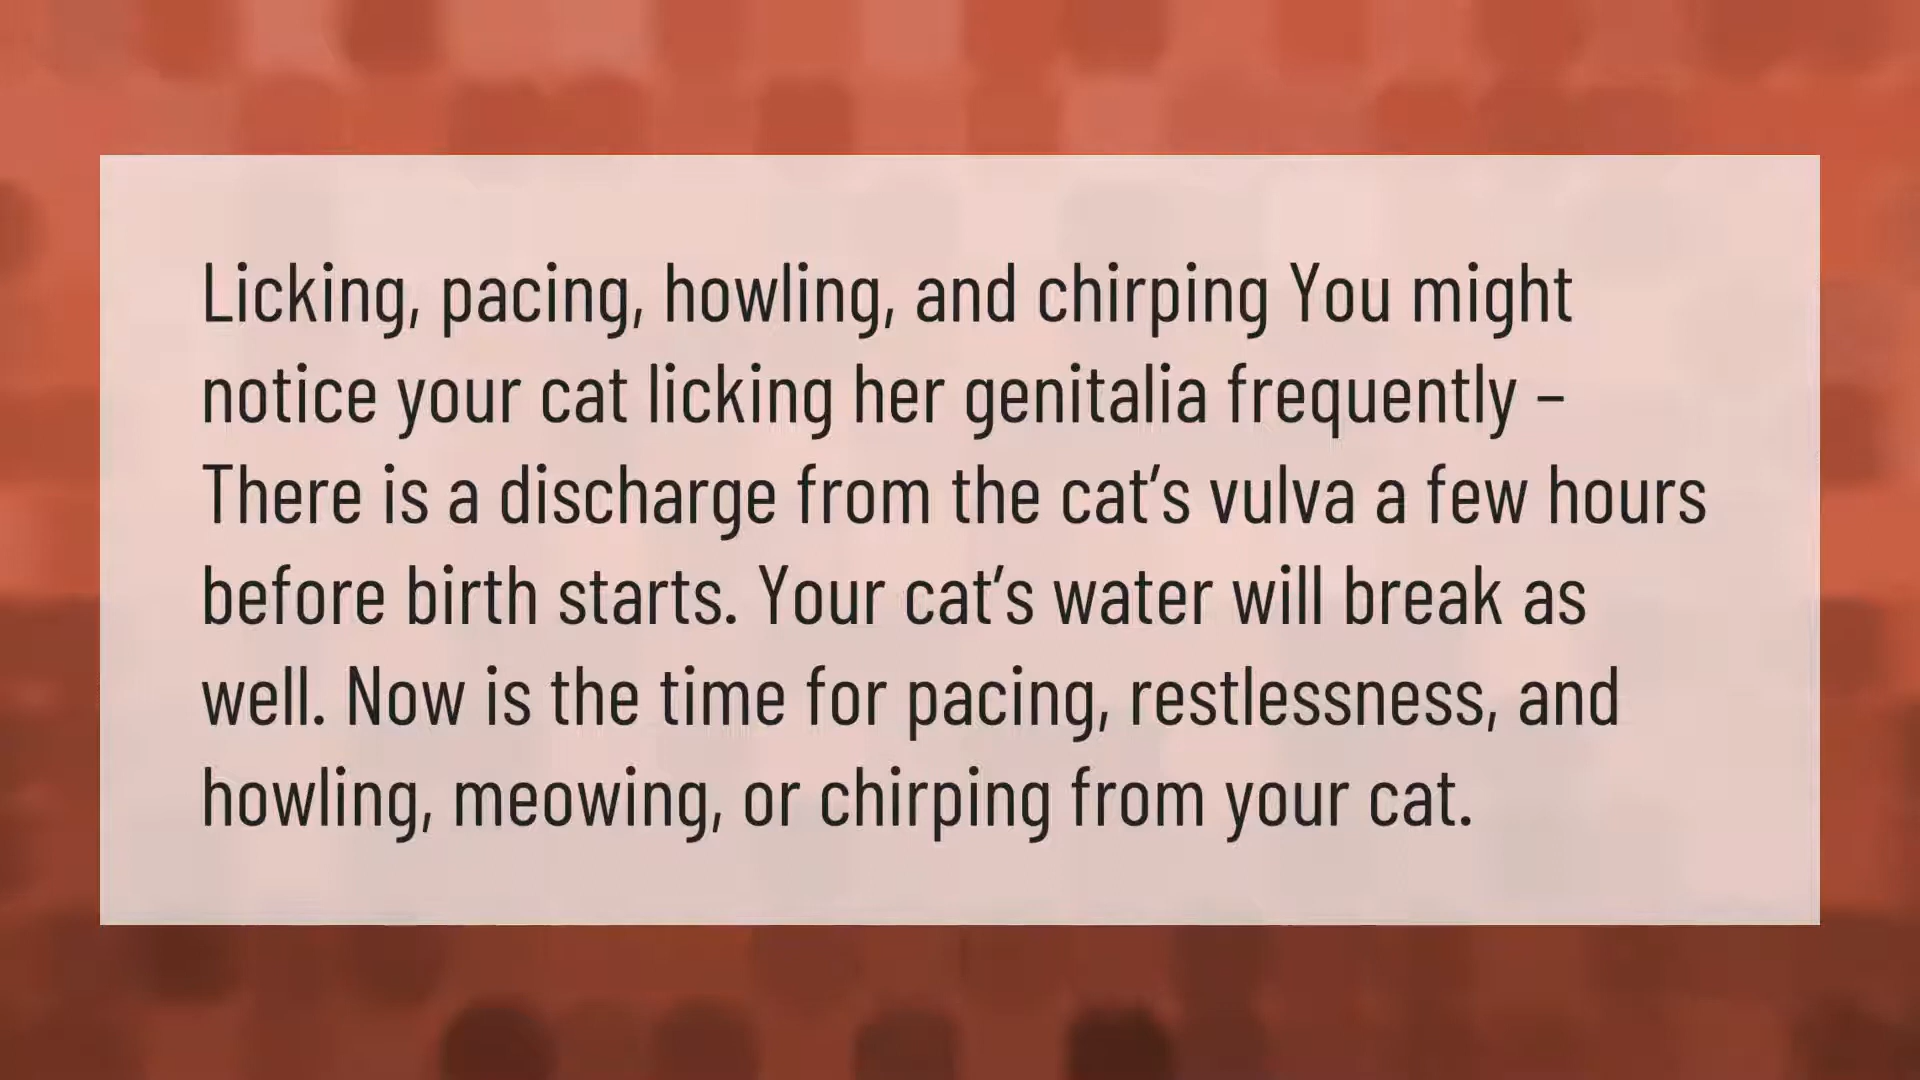 Licking, pacing, howling, and chirping You might
notice your cat licking her genitalia frequently –
There is a discharge from the cat’s vulva a few hours
before birth starts. Your cat’s water will break as
well. Now is the time for pacing, restlessness, and
howling, meowing, or chirping from your cat.